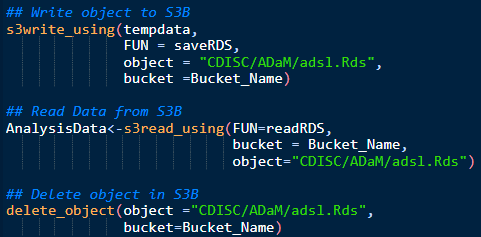 ## Write object to S3B
s3write_using(tempdata,
FUN = saveRDS,
object = "CDISC/ADaM/adsl.Rds",
bucket =Bucket_Name)
## Read Data from S3B
AnalysisData<-s3read_using(FUN=readRDS,
bucket = Bucket_Name,
object="CDISC/ADaM/adsl.Rds")
## Delete object in S3B
delete_object(object ="CDISC/ADaM/adsl.Rds",
bucket=Bucket_Name)